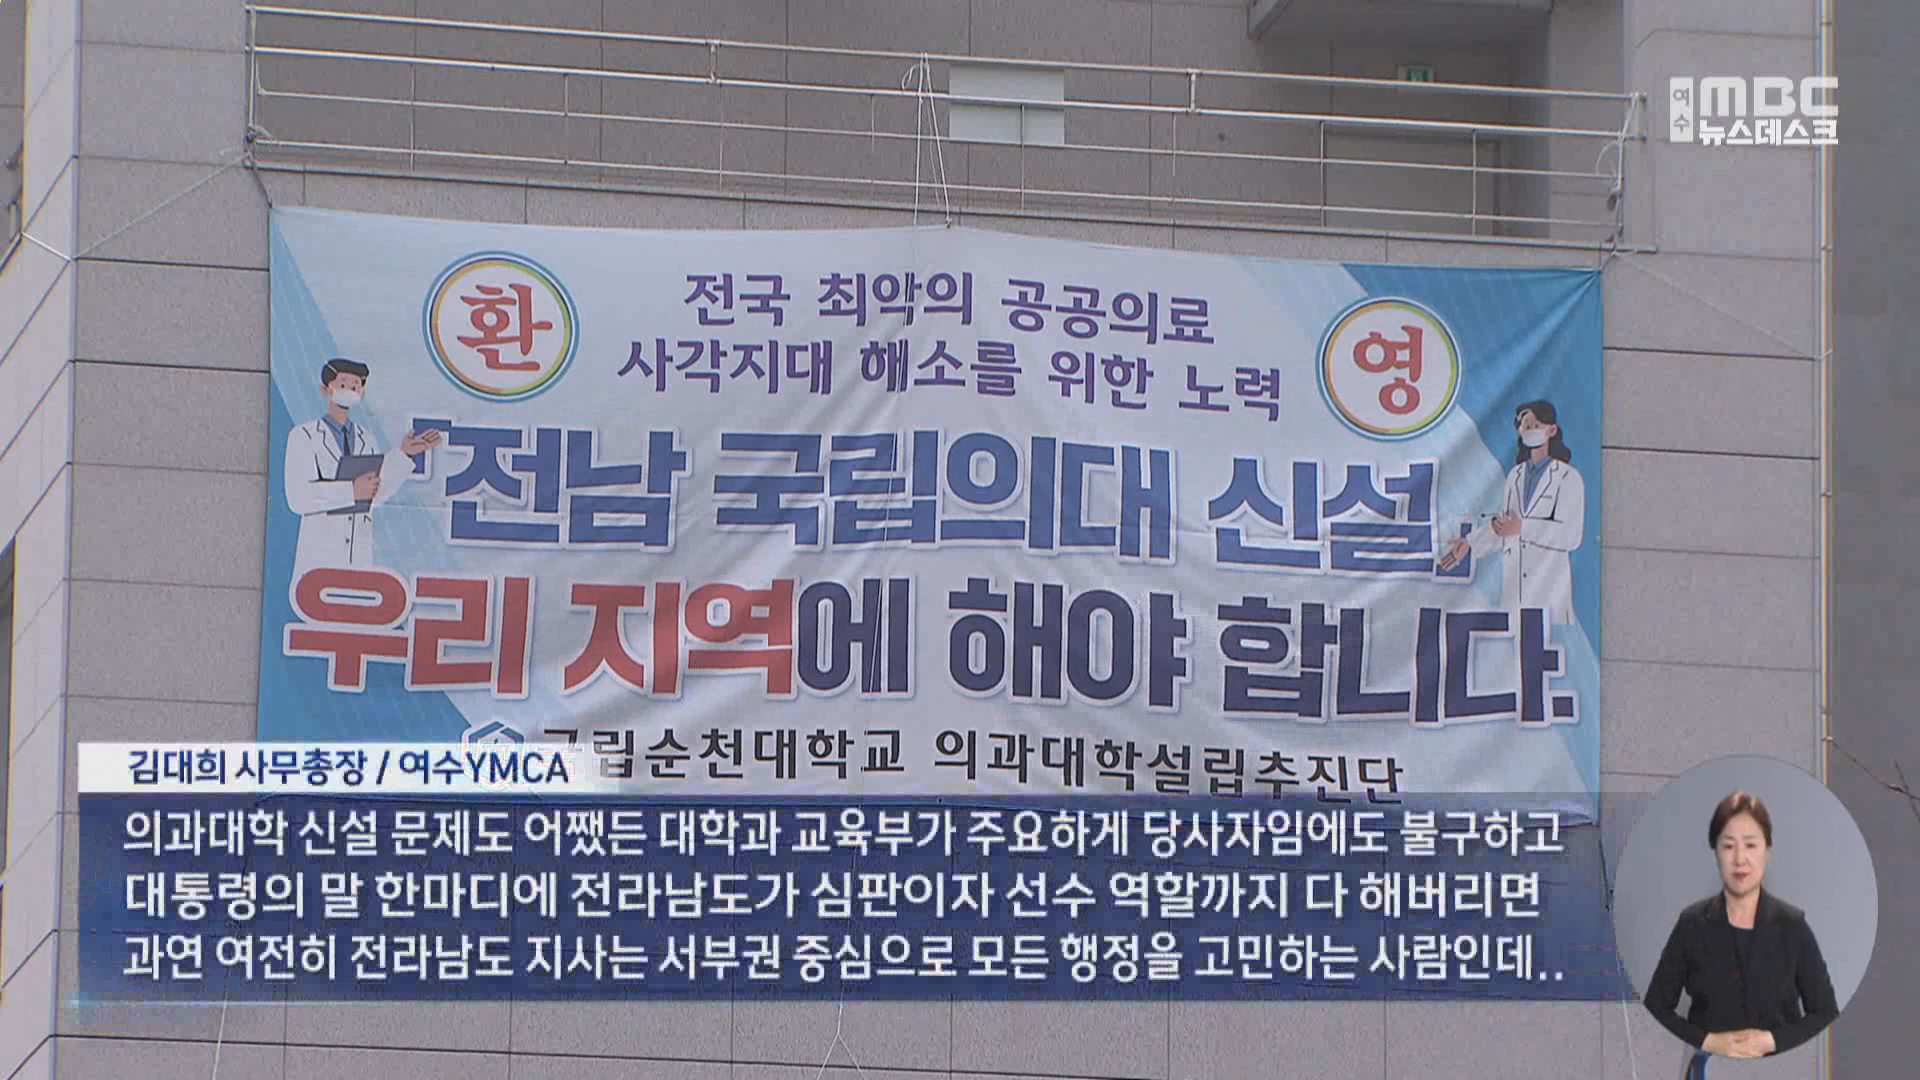 여수
MBC
뉴스데스크
환
영
전국 최악의 공공의료
사각지대 해소를 위한 노력
「전남 국립의대 신설」,
우리 지역에 해야 합니다.
국립순천대학교 의과대학설립추진단
김대희 사무총장 / 여수YMCA
의과대학 신설 문제도 어쨌든 대학과 교육부가 주요하게 당사자임에도 불구하고
대통령의 말 한마디에 전라남도가 심판이자 선수 역할까지 다 해버리면
과연 여전히 전라남도 지사는 서부권 중심으로 모든 행정을 고민하는 사람인데..